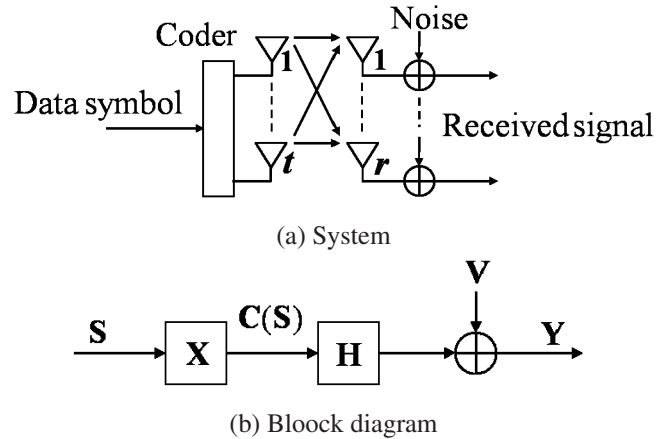 Coder
Noise
1
1
Data symbol
Received signal
t
r
(a) System
V
S
C(S)
Y
X
H
(b) Bloock diagram